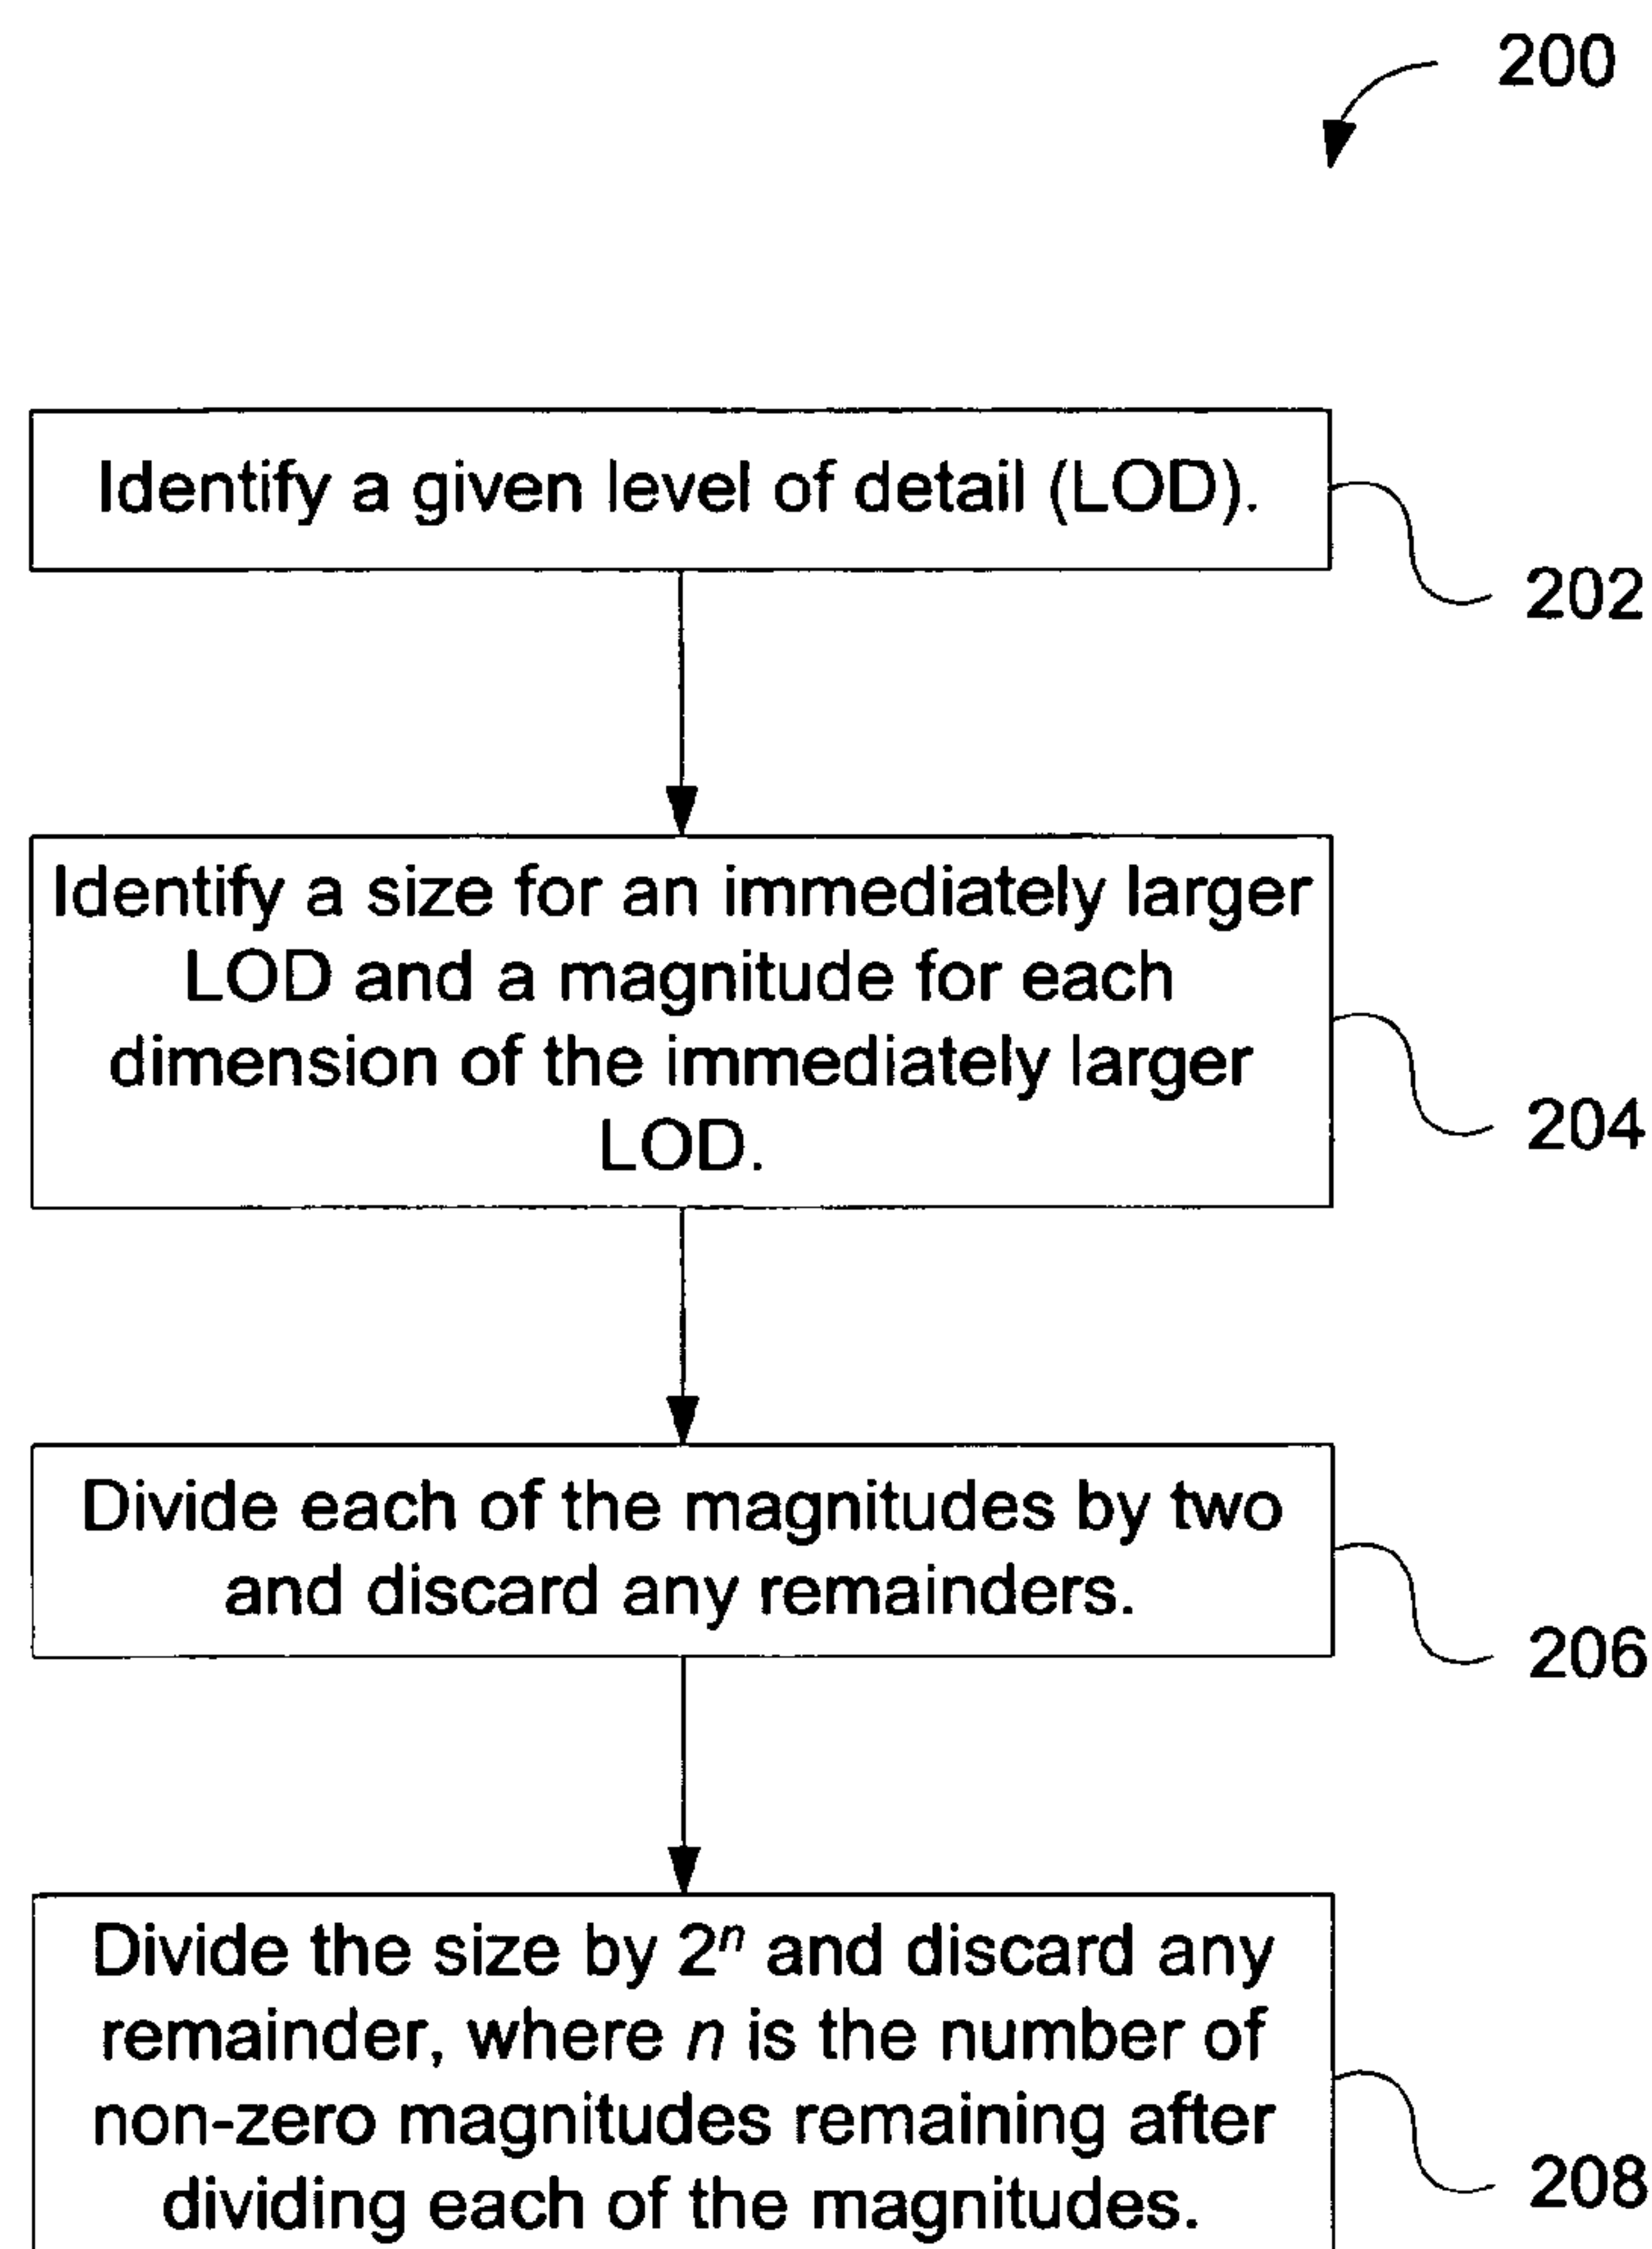 200
Identify a given level of detail (LOD).
202
Identify a size for an immediately larger
LOD and a magnitude for each
dimension of the immediately larger
LOD.
204
Divide each of the magnitudes by two
and discard any remainders.
206
Divide the size by 2ⁿ and discard any
remainder, where n is the number of
non-zero magnitudes remaining after
dividing each of the magnitudes.
208